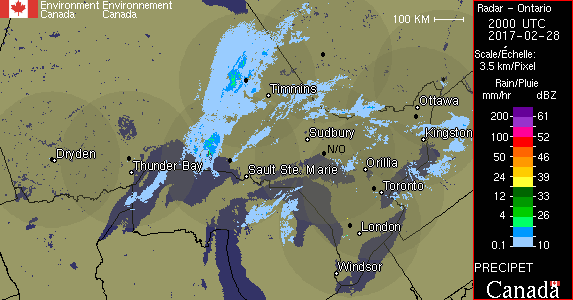 Environment Environnement
Canada Canada
100 KM
Timmins
Ottawa
Sudbury
Kingston
N/O
Dryden
Thunder Bay
Sault Ste. Marie
Orillia
Toronto
London
Windsor
Radar - Ontario
2000 UTC
2017-02-28
Scale/Échelle:
3.5 km/Pixel
Rain/Pluie
mm/hr dBZ
200 61
100 52
50 46
24 39
12 33
4 26
0.1 10
PRECIPET
Canada